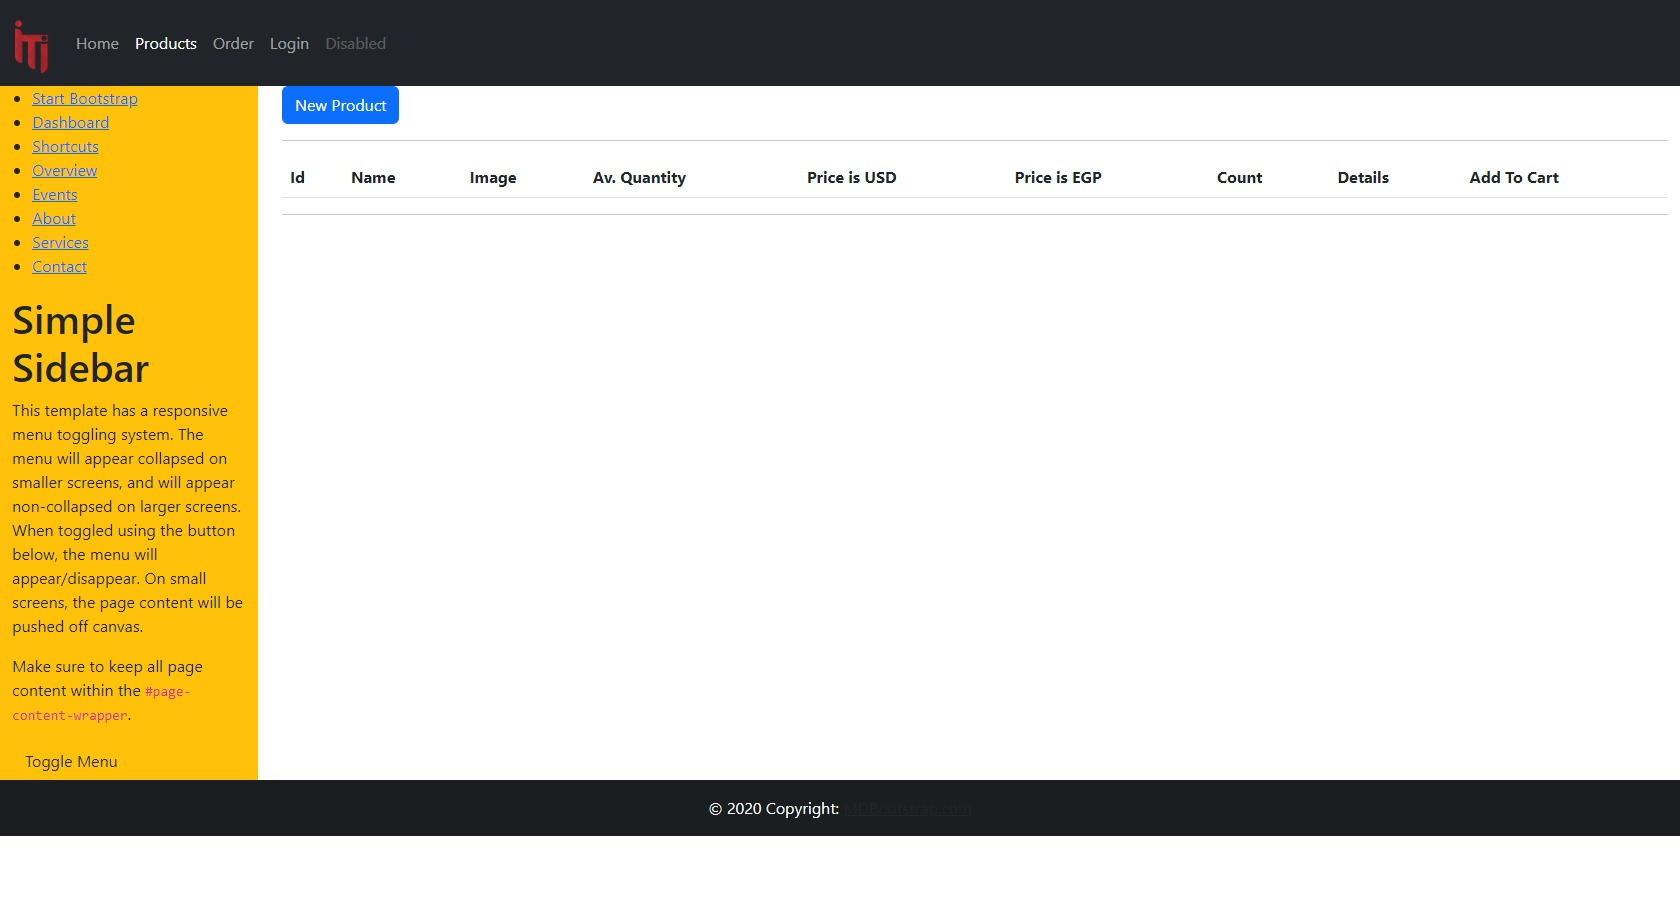 iTi
Home Products Order Login Disabled
Start Bootstrap
Dashboard
Shortcuts
Overview
Events
About
Services
Contact
Simple
Sidebar
This template has a responsive
menu toggling system. The
menu will appear collapsed on
smaller screens, and will appear
non-collapsed on larger screens.
When toggled using the button
below, the menu will
appear/disappear. On small
screens, the page content will be
pushed off canvas.
Make sure to keep all page
content within the #page-
content-wrapper.
Toggle Menu
New Product
Id Name Image Av. Quantity Price is USD Price is EGP Count Details Add To Cart
© 2020 Copyright: MDBootstrap.com